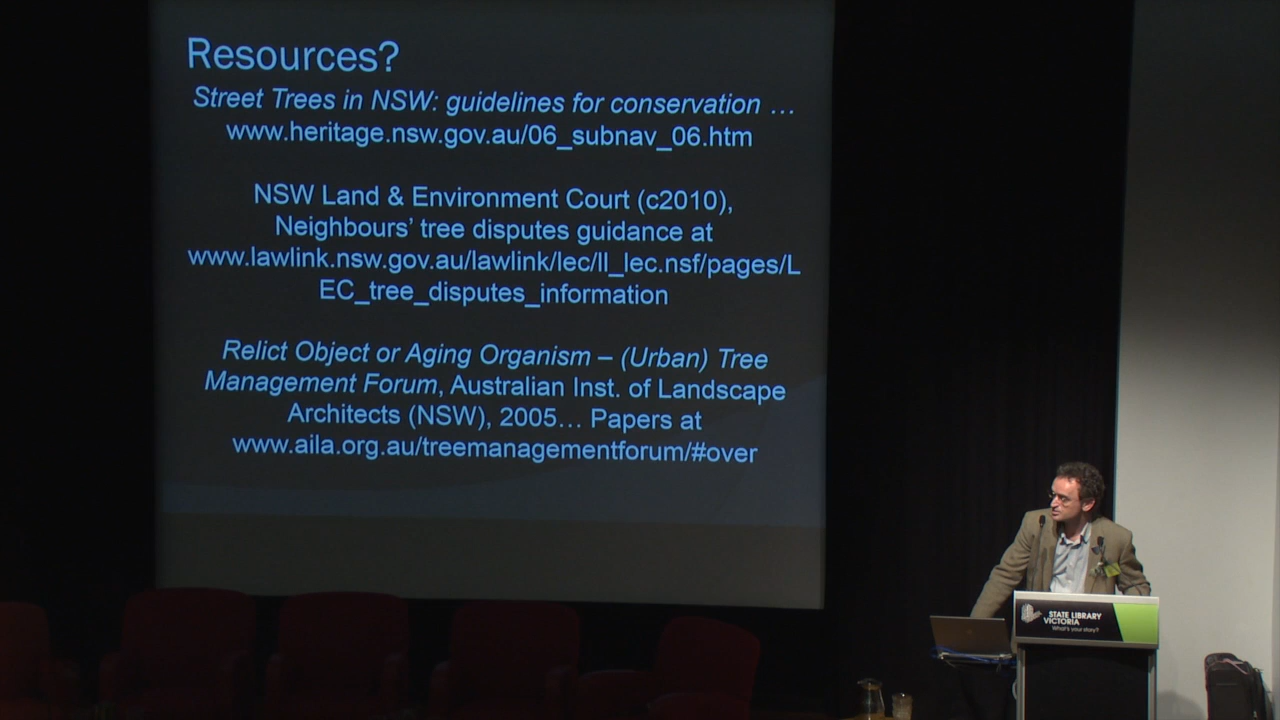 Resources?
Street Trees in NSW: guidelines for conservation …
www.heritage.nsw.gov.au/06_subnav_06.htm
NSW Land & Environment Court (c2010),
Neighbours’ tree disputes guidance at
www.lawlink.nsw.gov.au/lawlink/lec/ll_lec.nsf/pages/L
EC_tree_disputes_information
Relict Object or Aging Organism – (Urban) Tree
Management Forum, Australian Inst. of Landscape
Architects (NSW), 2005… Papers at
www.aila.org.au/treemanagementforum/#over
STATE LIBRARY
VICTORIA
What's your story?